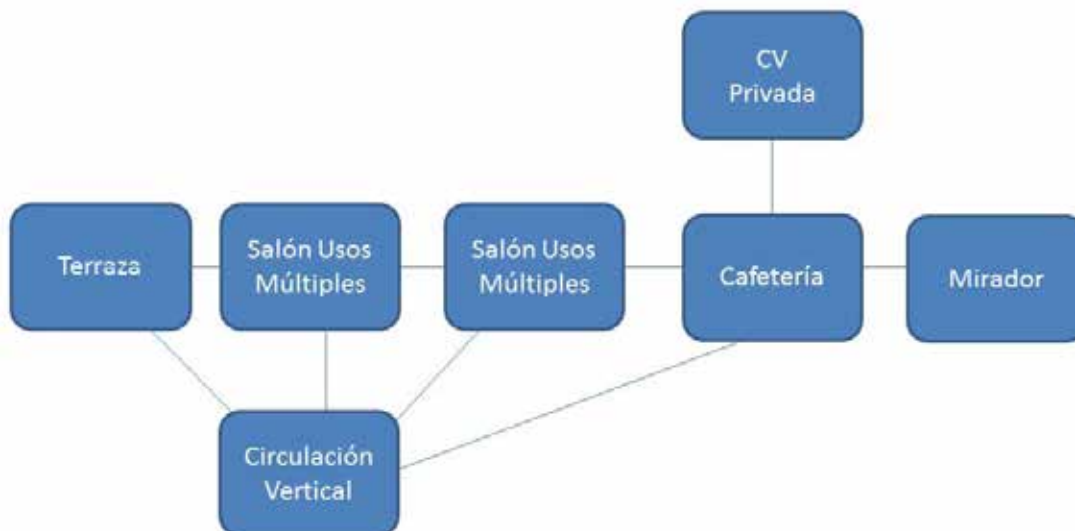 CV
Privada
Terraza
Salón Usos
Múltiples
Salón Usos
Múltiples
Cafetería
Mirador
Circulación
Vertical